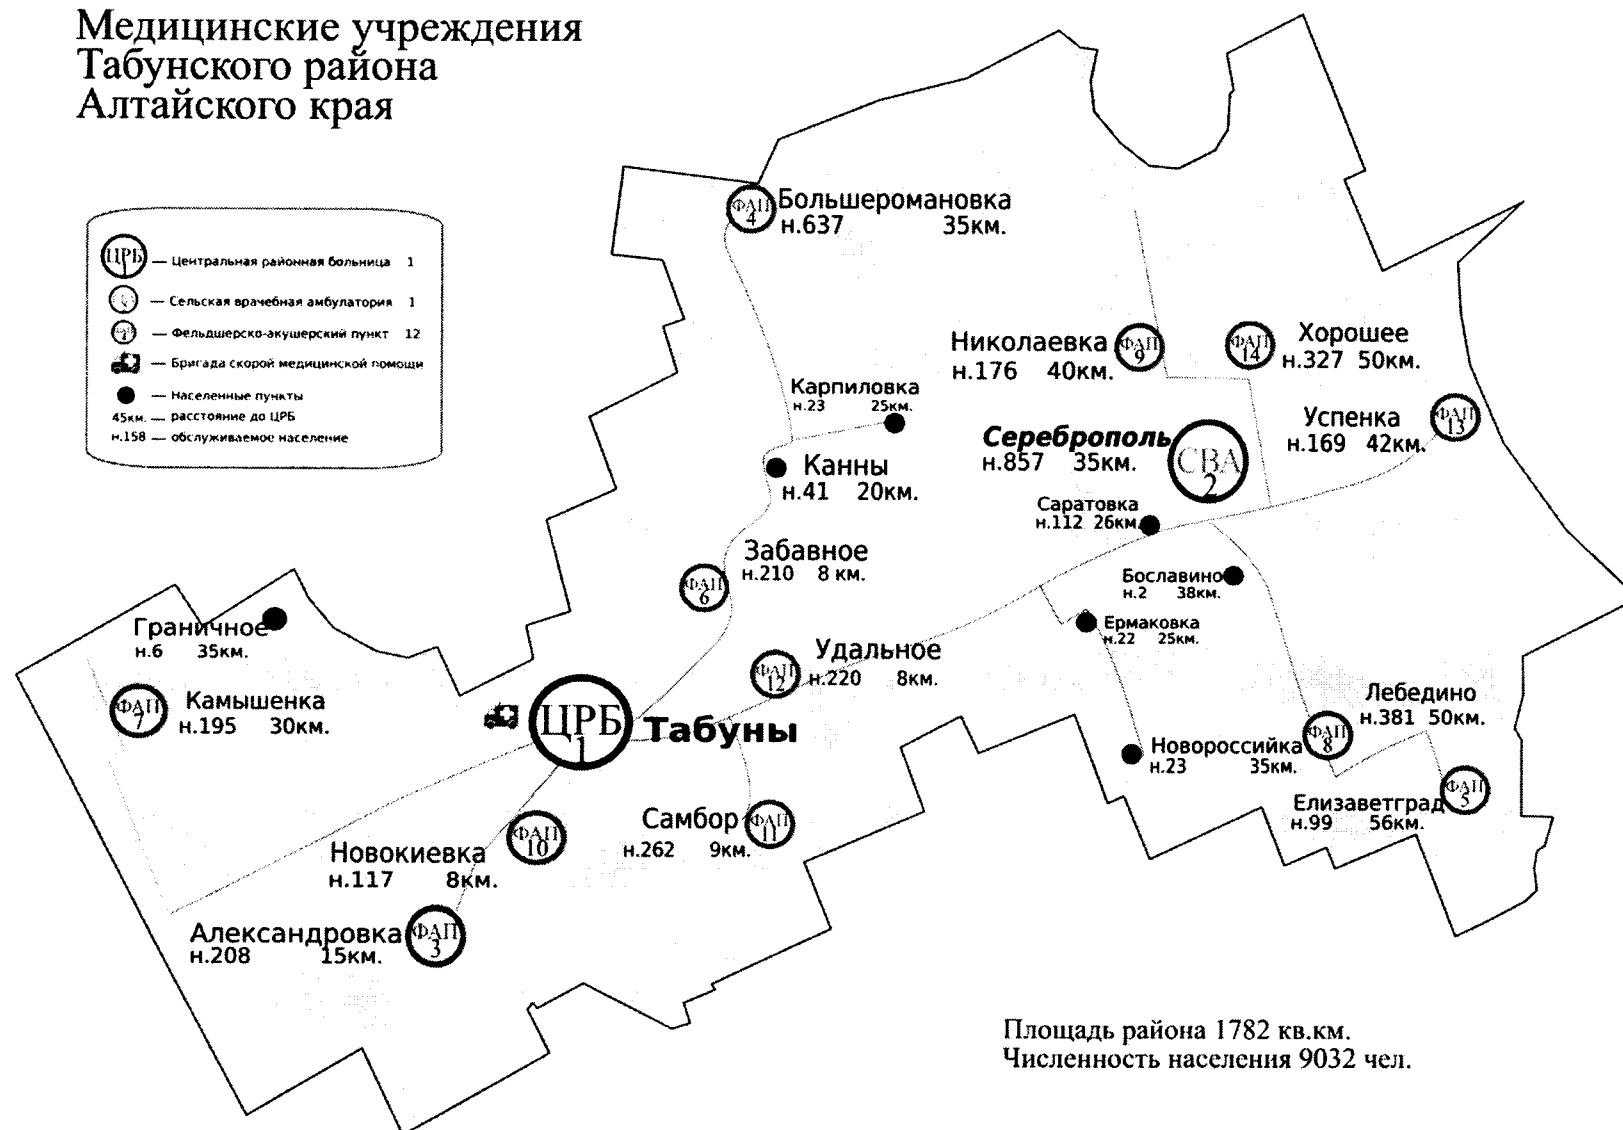 Медицинские учреждения
Табунского района
Алтайского края
ЦРБ
1
— Центральная районная больница 1
— Сельская врачебная амбулатория 1
— Фельдшерско-акушерский пункт 12
— Бригада скорой медицинской помощи
— Населенные пункты
45км. — расстояние до ЦРБ
н.158 — обслуживаемое население
ФАП
4
Большеромановка
н.637 35км.
Николаевка
н.176 40км.
ФАП
9
ФАП
14
Хорошее
н.327 50км.
Карпиловка
н.23 25км.
Успенка
н.169 42км.
ФАП
13
Сереброполь
н.857 35км.
СВА
2
Канны
н.41 20км.
Саратовка
н.112 26км.
Забавное
н.210 8 км.
ФАП
6
Бославино
н.2 38км.
Ермаковка
н.22 25км.
Граничное
н.6 35км.
Удальное
н.220 8км.
ФАП
12
ФАП
7
Камышенка
н.195 30км.
ЦРБ
1
Табуны
Лебедино
н.381 50км.
ФАП
8
Новороссийка
н.23 35км.
Елизаветград
н.99 56км.
ФАП
5
Самбор
н.262 9км.
ФАП
11
Новокиевка
н.117 8км.
ФАП
10
Александровка
н.208 15км.
ФАП
3
Площадь района 1782 кв.км.
Численность населения 9032 чел.